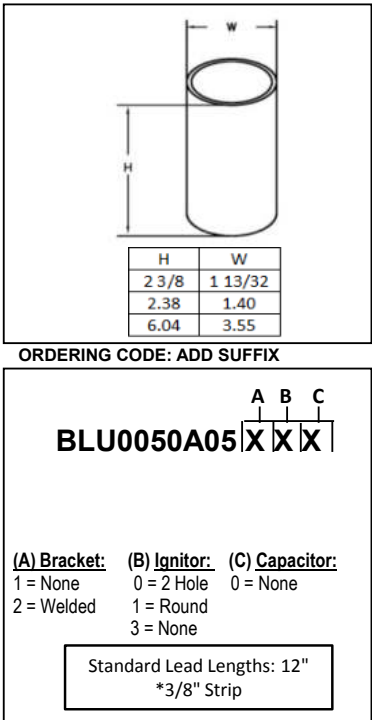 W
H
H W
2 3/8 1 13/32
2.38 1.40
6.04 3.55
ORDERING CODE: ADD SUFFIX
A B C
BLU0050A05 X X X
(A) Bracket: (B) Ignitor: (C) Capacitor:
1 = None 0 = 2 Hole 0 = None
2 = Welded 1 = Round
3 = None
Standard Lead Lengths: 12"
*3/8" Strip